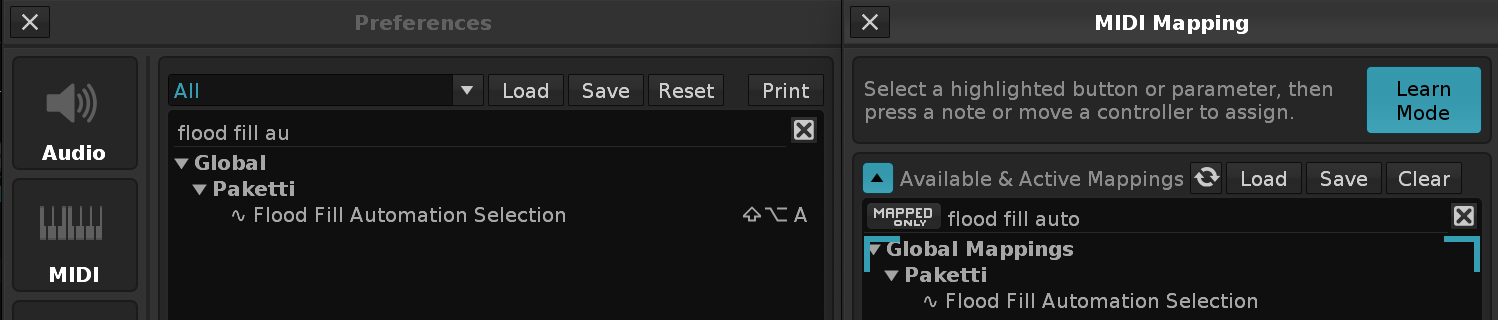 Preferences
Audio
MIDI
All
Load
Save
Reset
Print
flood fill au
Global
Paketti
∿ Flood Fill Automation Selection ⇧⌥ A
MIDI Mapping
Select a highlighted button or parameter, then
press a note or move a controller to assign.
Learn
Mode
Available & Active Mappings
Load
Save
Clear
MAPPED
ONLY
flood fill auto
Global Mappings
Paketti
∿ Flood Fill Automation Selection